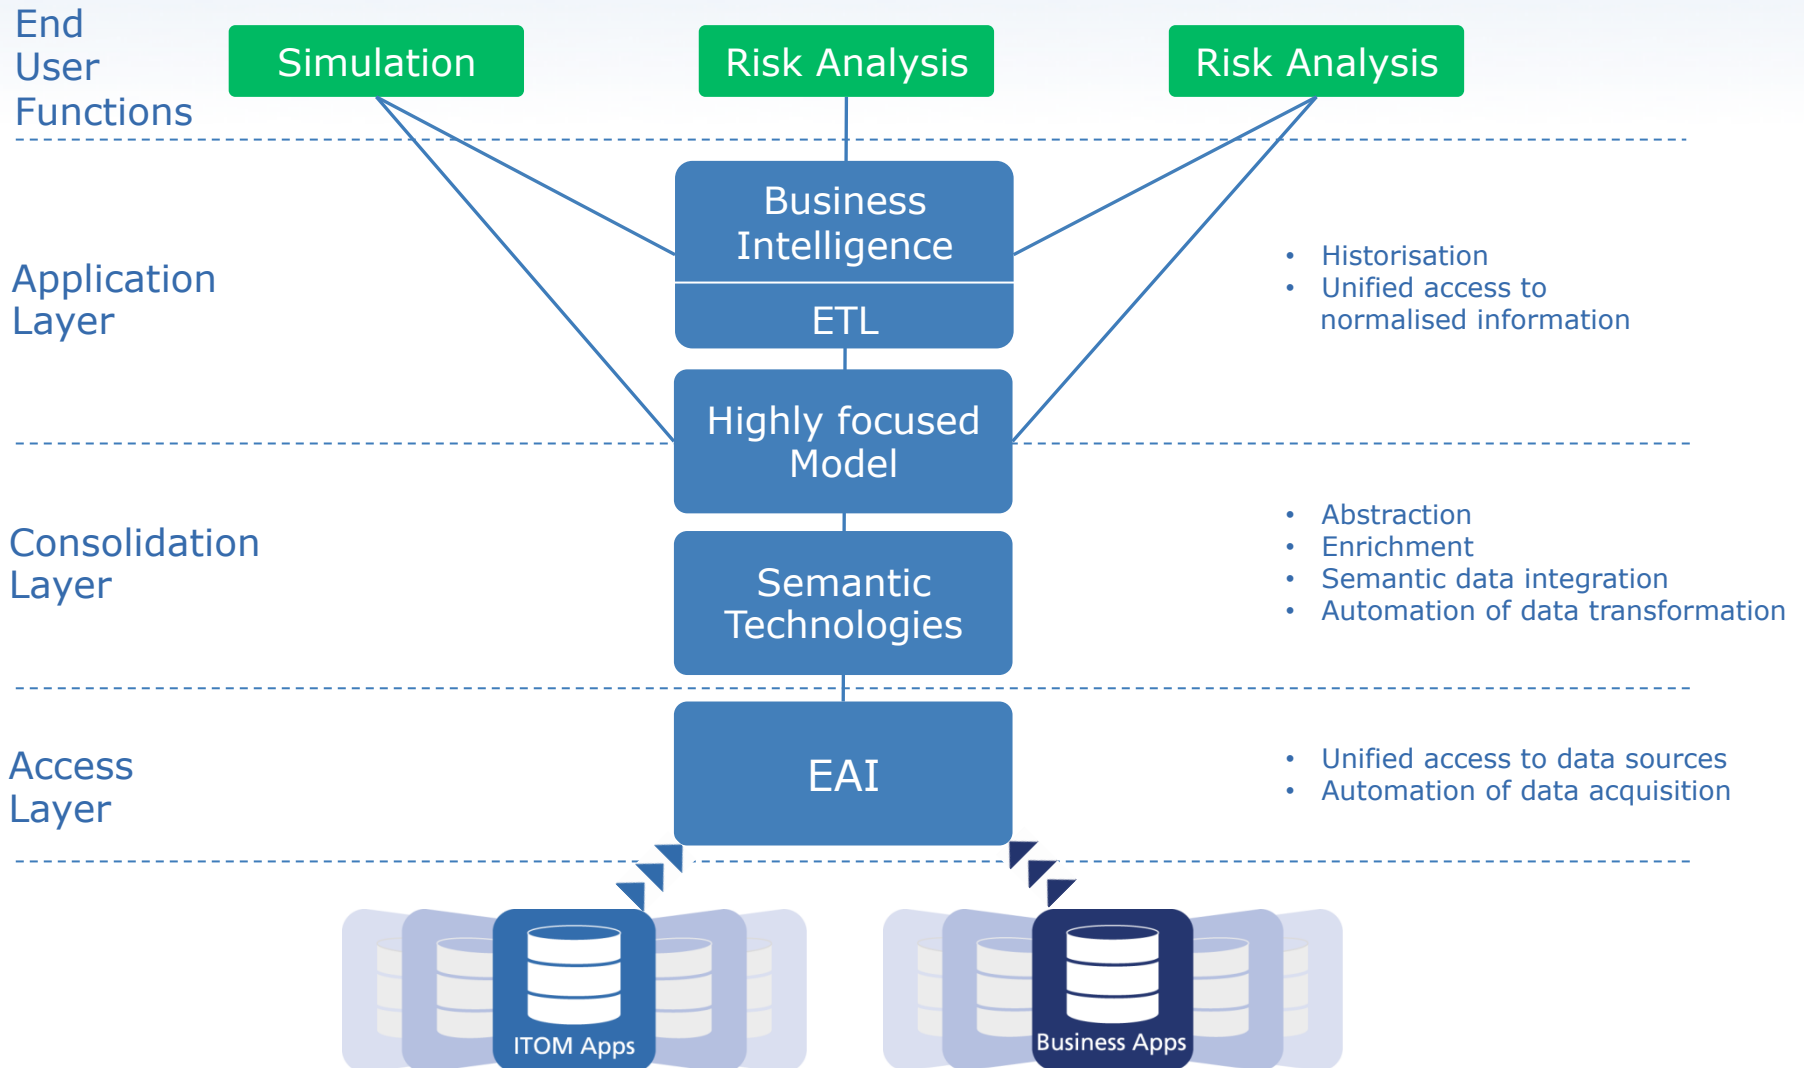 End
User
Functions
Simulation
Risk Analysis
Risk Analysis
Application
Layer
Business
Intelligence
ETL
• Historisation
• Unified access to
normalised information
Highly focused
Model
Consolidation
Layer
Semantic
Technologies
• Abstraction
• Enrichment
• Semantic data integration
• Automation of data transformation
Access
Layer
EAI
• Unified access to data sources
• Automation of data acquisition
ITOM Apps
Business Apps